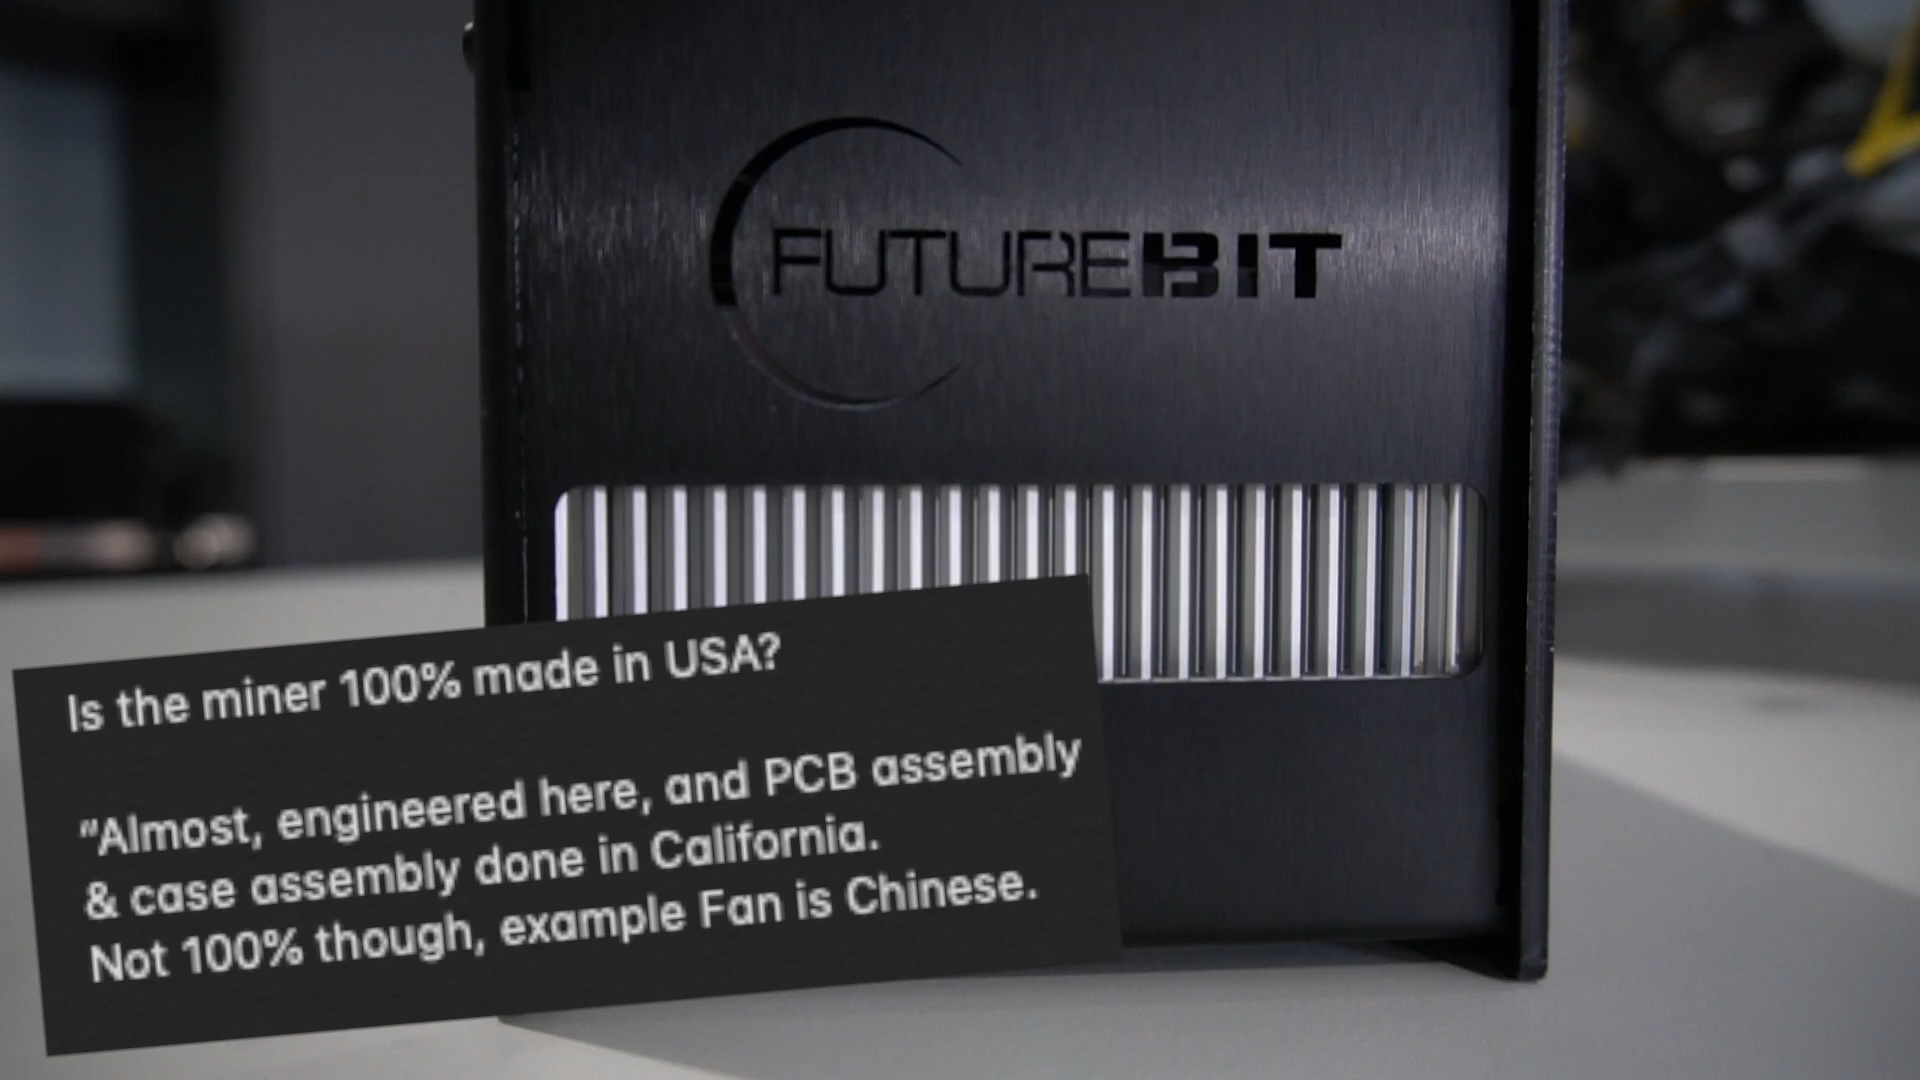 FUTUREBIT
Is the miner 100% made in USA?
"Almost, engineered here, and PCB assembly
& case assembly done in California.
Not 100% though, example Fan is Chinese.